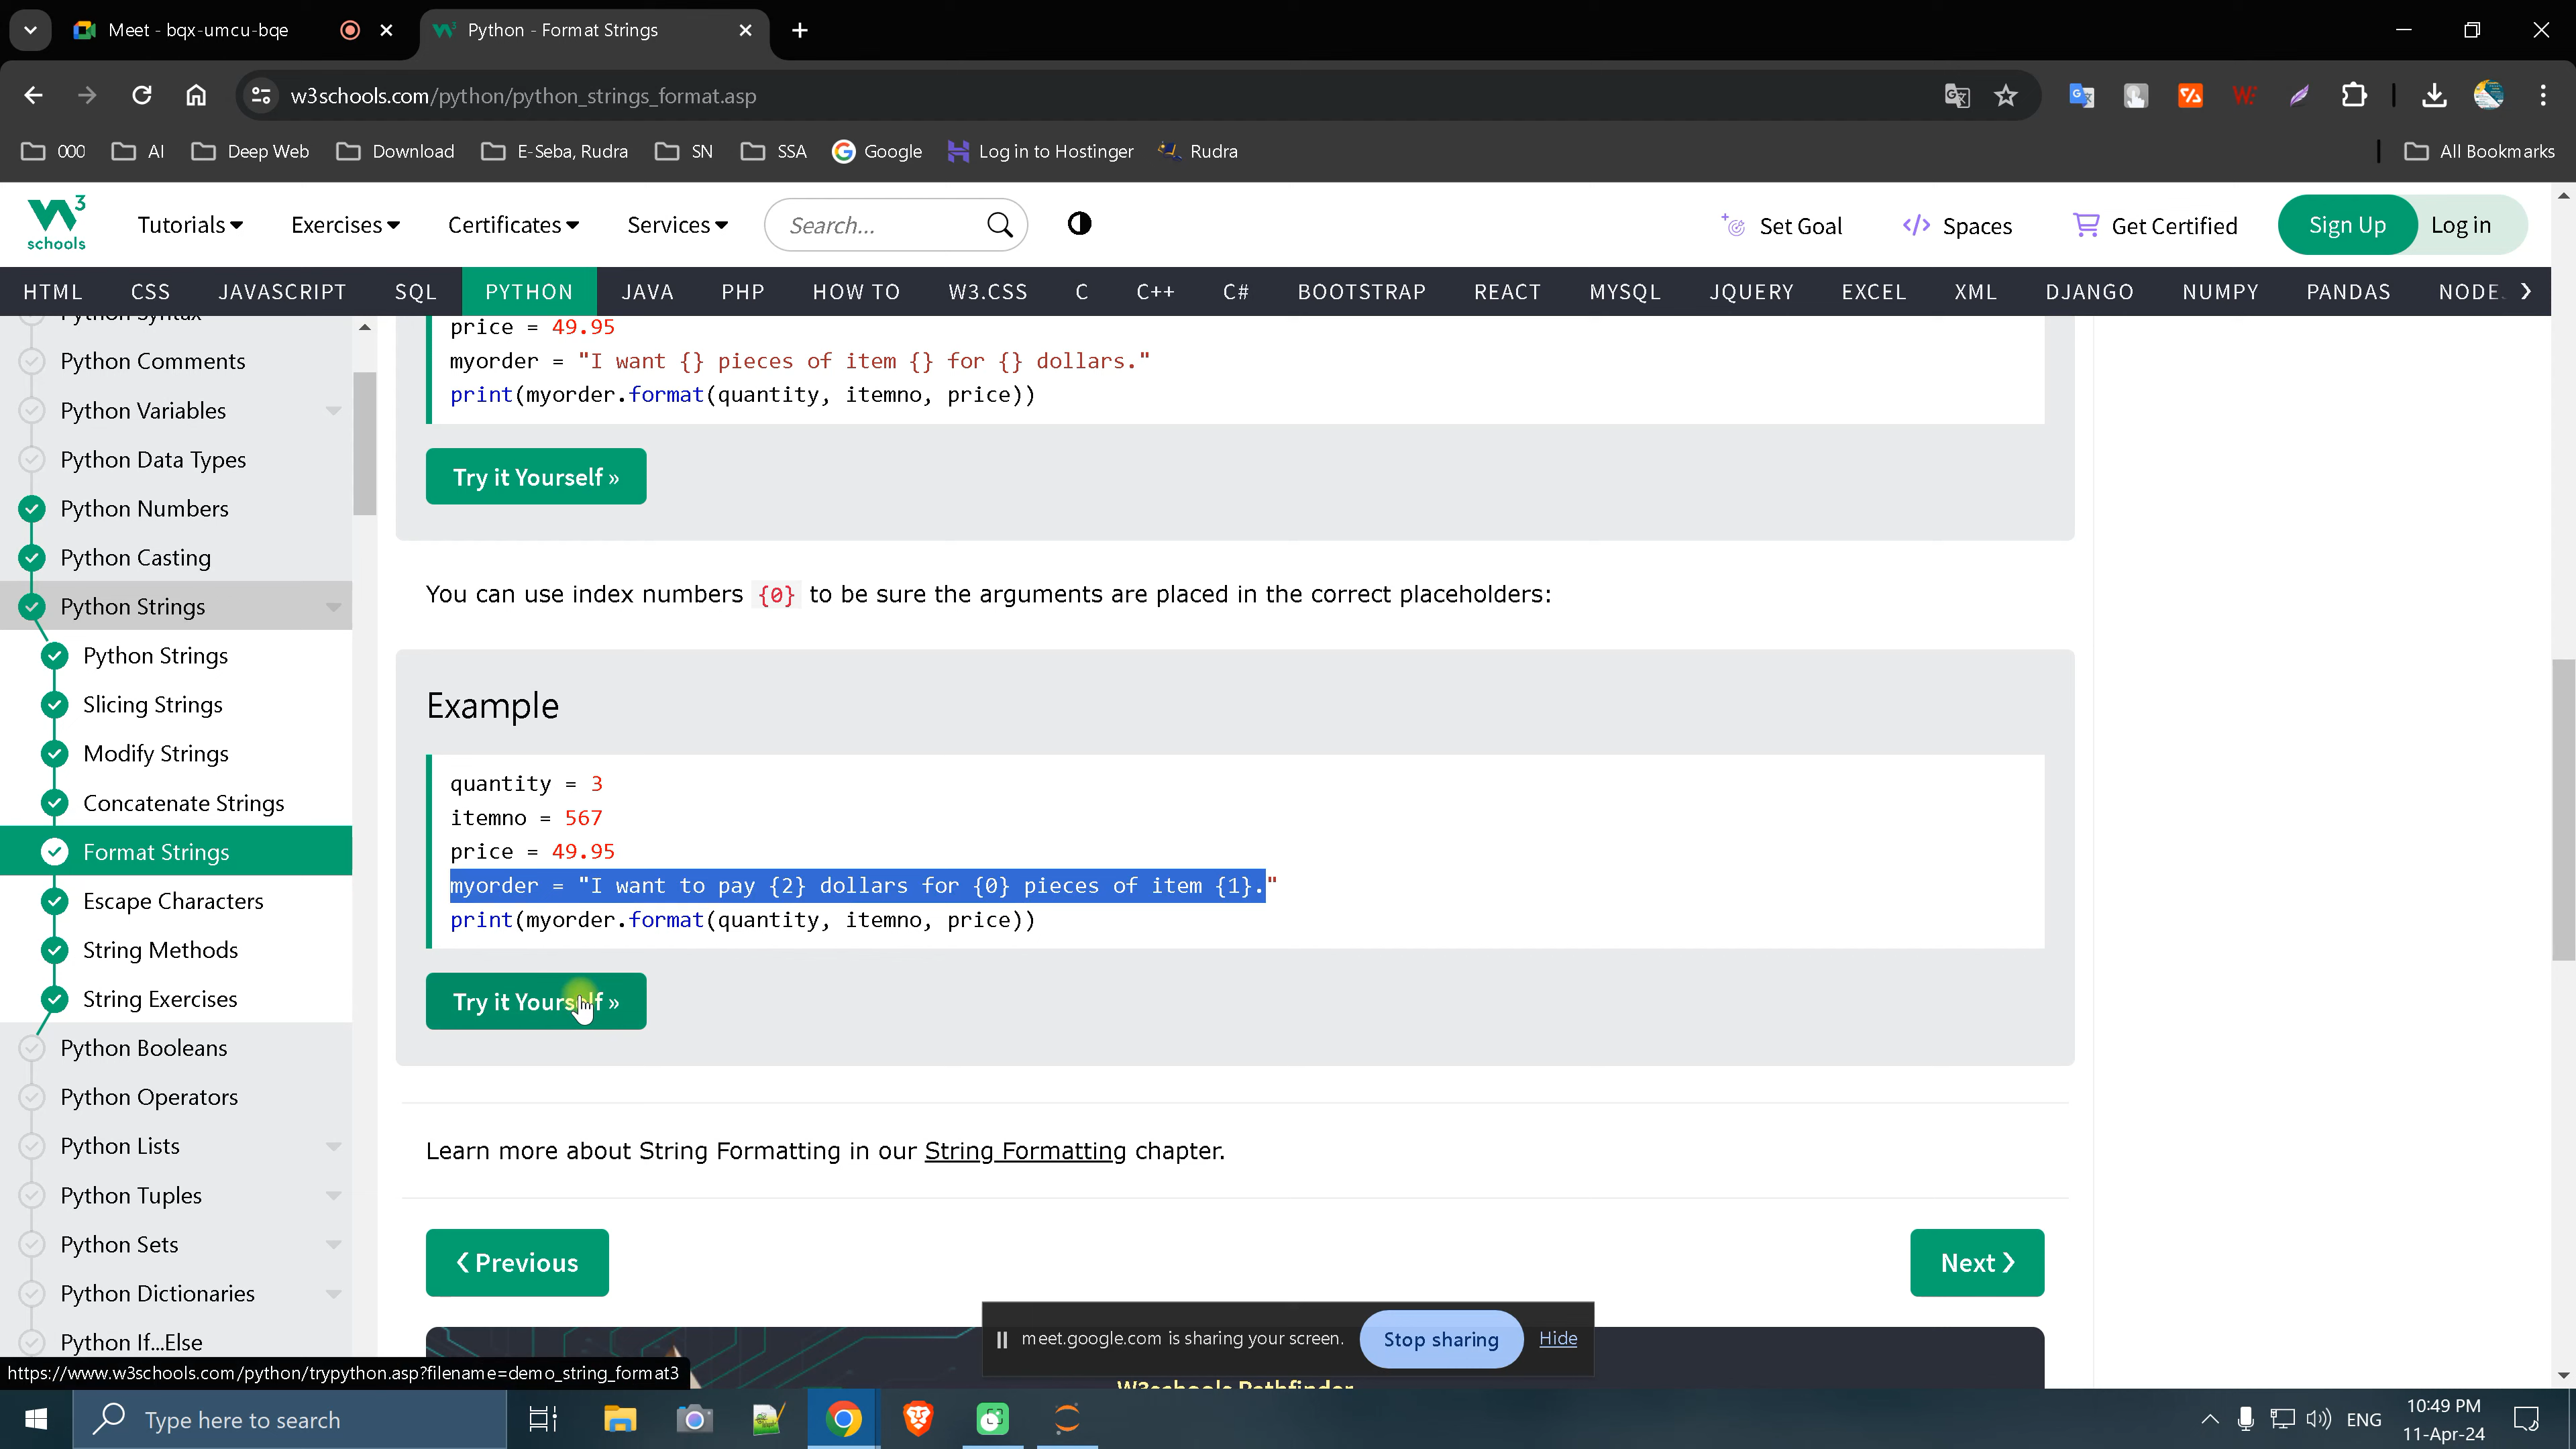 Meet - bqx-umcu-bqe
Python - Format Strings
w3schools.com/python/python_strings_format.asp
000 AI Deep Web Download E-Seba, Rudra SN SSA Google Log in to Hostinger Rudra All Bookmarks
W3 schools Tutorials Exercises Certificates Services Search... Set Goal Spaces Get Certified Sign Up Log in
HTML CSS JAVASCRIPT SQL PYTHON JAVA PHP HOW TO W3.CSS C C++ C# BOOTSTRAP REACT MYSQL JQUERY EXCEL XML DJANGO NUMPY PANDAS NODE
Python Syntax
Python Comments
Python Variables
Python Data Types
Python Numbers
Python Casting
Python Strings
Python Strings
Slicing Strings
Modify Strings
Concatenate Strings
Format Strings
Escape Characters
String Methods
String Exercises
Python Booleans
Python Operators
Python Lists
Python Tuples
Python Sets
Python Dictionaries
Python If...Else
price = 49.95
myorder = "I want {} pieces of item {} for {} dollars."
print(myorder.format(quantity, itemno, price))
Try it Yourself »
You can use index numbers {0} to be sure the arguments are placed in the correct placeholders:
Example
quantity = 3
itemno = 567
price = 49.95
myorder = "I want to pay {2} dollars for {0} pieces of item {1}."
print(myorder.format(quantity, itemno, price))
Try it Yourself »
Learn more about String Formatting in our String Formatting chapter.
❮ Previous
Next ❯
meet.google.com is sharing your screen. Stop sharing Hide
W3schools Pathfinder
https://www.w3schools.com/python/trypython.asp?filename=demo_string_format3
Type here to search
ENG
10:49 PM
11-Apr-24